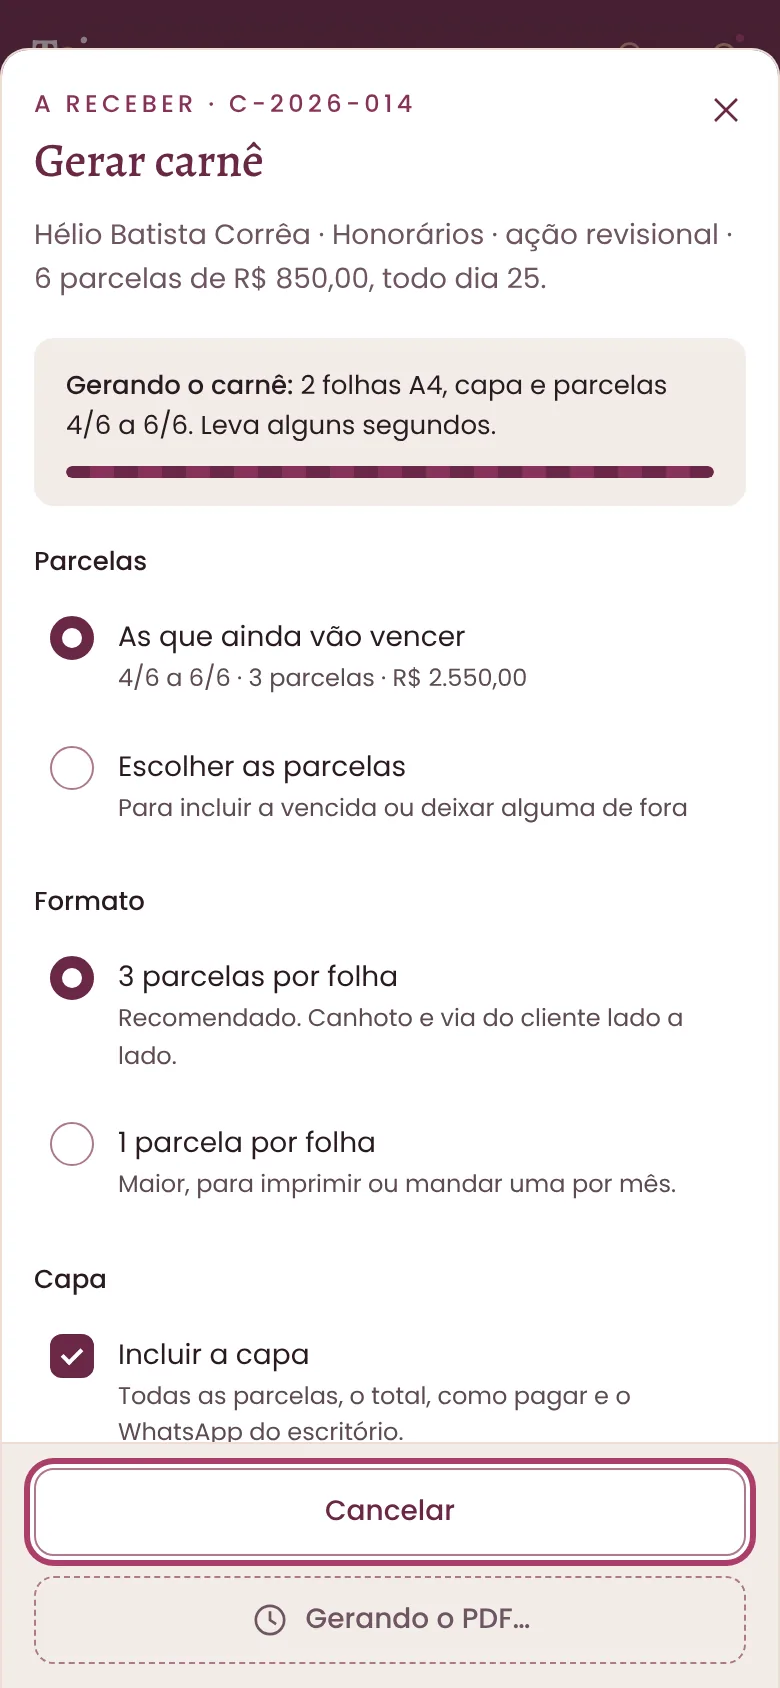 A RECEBER · C-2026-014
Gerar carnê
Hélio Batista Corrêa · Honorários · ação revisional ·
6 parcelas de R$ 850,00, todo dia 25.
Gerando o carnê: 2 folhas A4, capa e parcelas
4/6 a 6/6. Leva alguns segundos.
Parcelas
As que ainda vão vencer
4/6 a 6/6 · 3 parcelas · R$ 2.550,00
Escolher as parcelas
Para incluir a vencida ou deixar alguma de fora
Formato
3 parcelas por folha
Recomendado. Canhoto e via do cliente lado a
lado.
1 parcela por folha
Maior, para imprimir ou mandar uma por mês.
Capa
Incluir a capa
Todas as parcelas, o total, como pagar e o
WhatsApp do escritório.
Cancelar
Gerando o PDF…